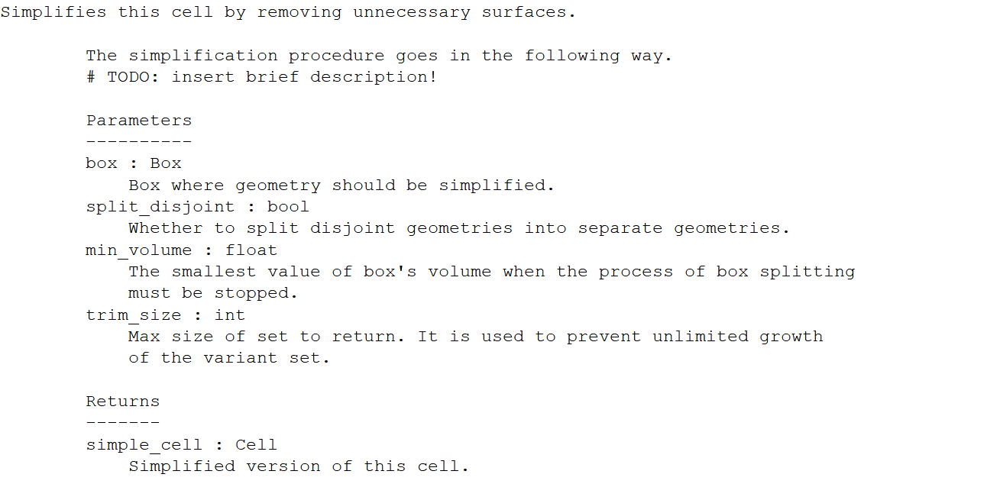 Simplifies this cell by removing unnecessary surfaces.
The simplification procedure goes in the following way.
# TODO: insert brief description!
Parameters
----------
box : Box
Box where geometry should be simplified.
split_disjoint : bool
Whether to split disjoint geometries into separate geometries.
min_volume : float
The smallest value of box's volume when the process of box splitting
must be stopped.
trim_size : int
Max size of set to return. It is used to prevent unlimited growth
of the variant set.
Returns
-------
simple_cell : Cell
Simplified version of this cell.